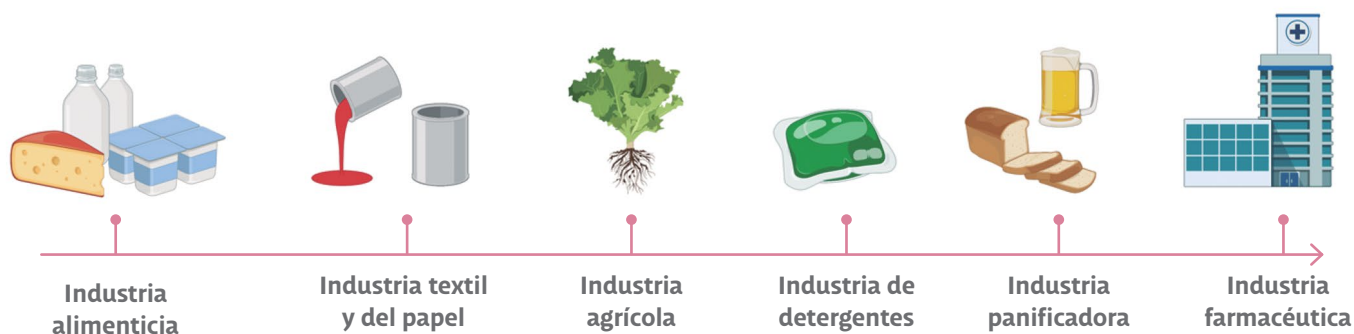 Industria
alimenticia
Industria textil
y del papel
Industria
agrícola
Industria de
detergentes
Industria
panificadora
Industria
farmacéutica